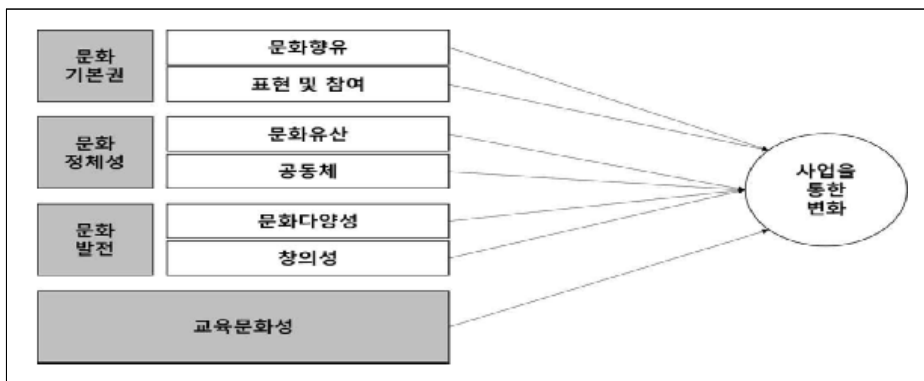 문화
기본권
문화향유
표현 및 참여
문화
정체성
문화유산
공동체
문화
발전
문화다양성
창의성
교육문화성
사업을
통한
변화